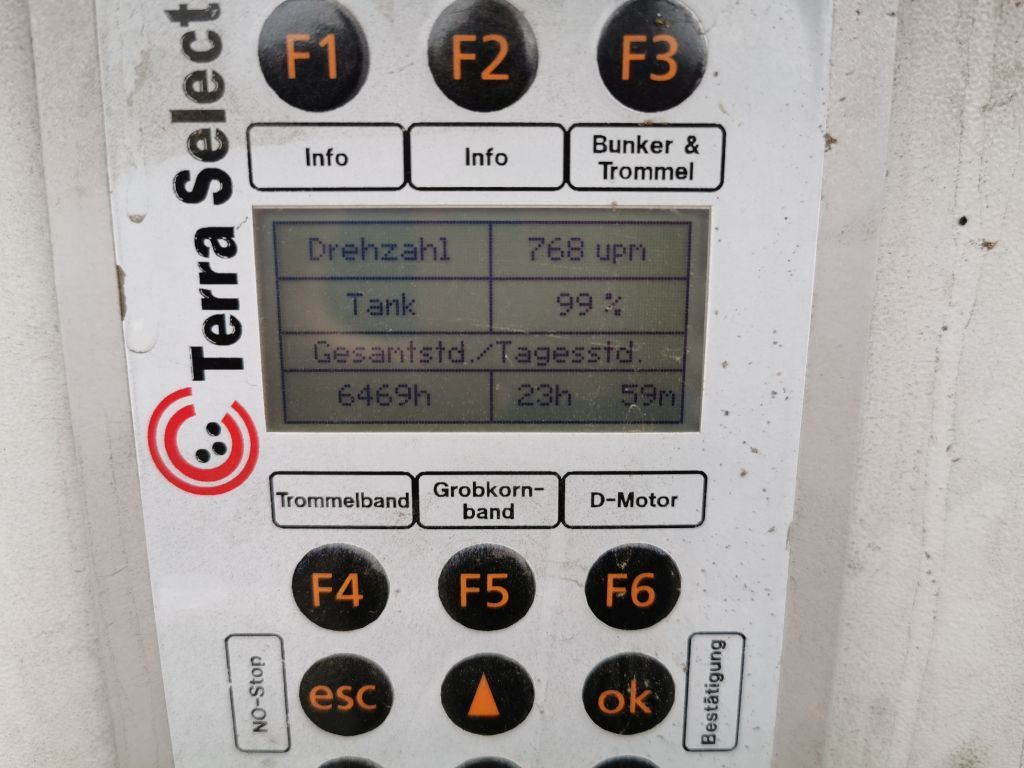 F1 F2 F3
Info Info Bunker &
Trommel
Terra Select
Drehzahl 768 upm
Tank 99 %
Gesamtstd./Tagesstd.
6469h 23h 59m
Trommelband Grobkorn- D-Motor
band
F4 F5 F6
NO-Stop esc ok Bestätigung